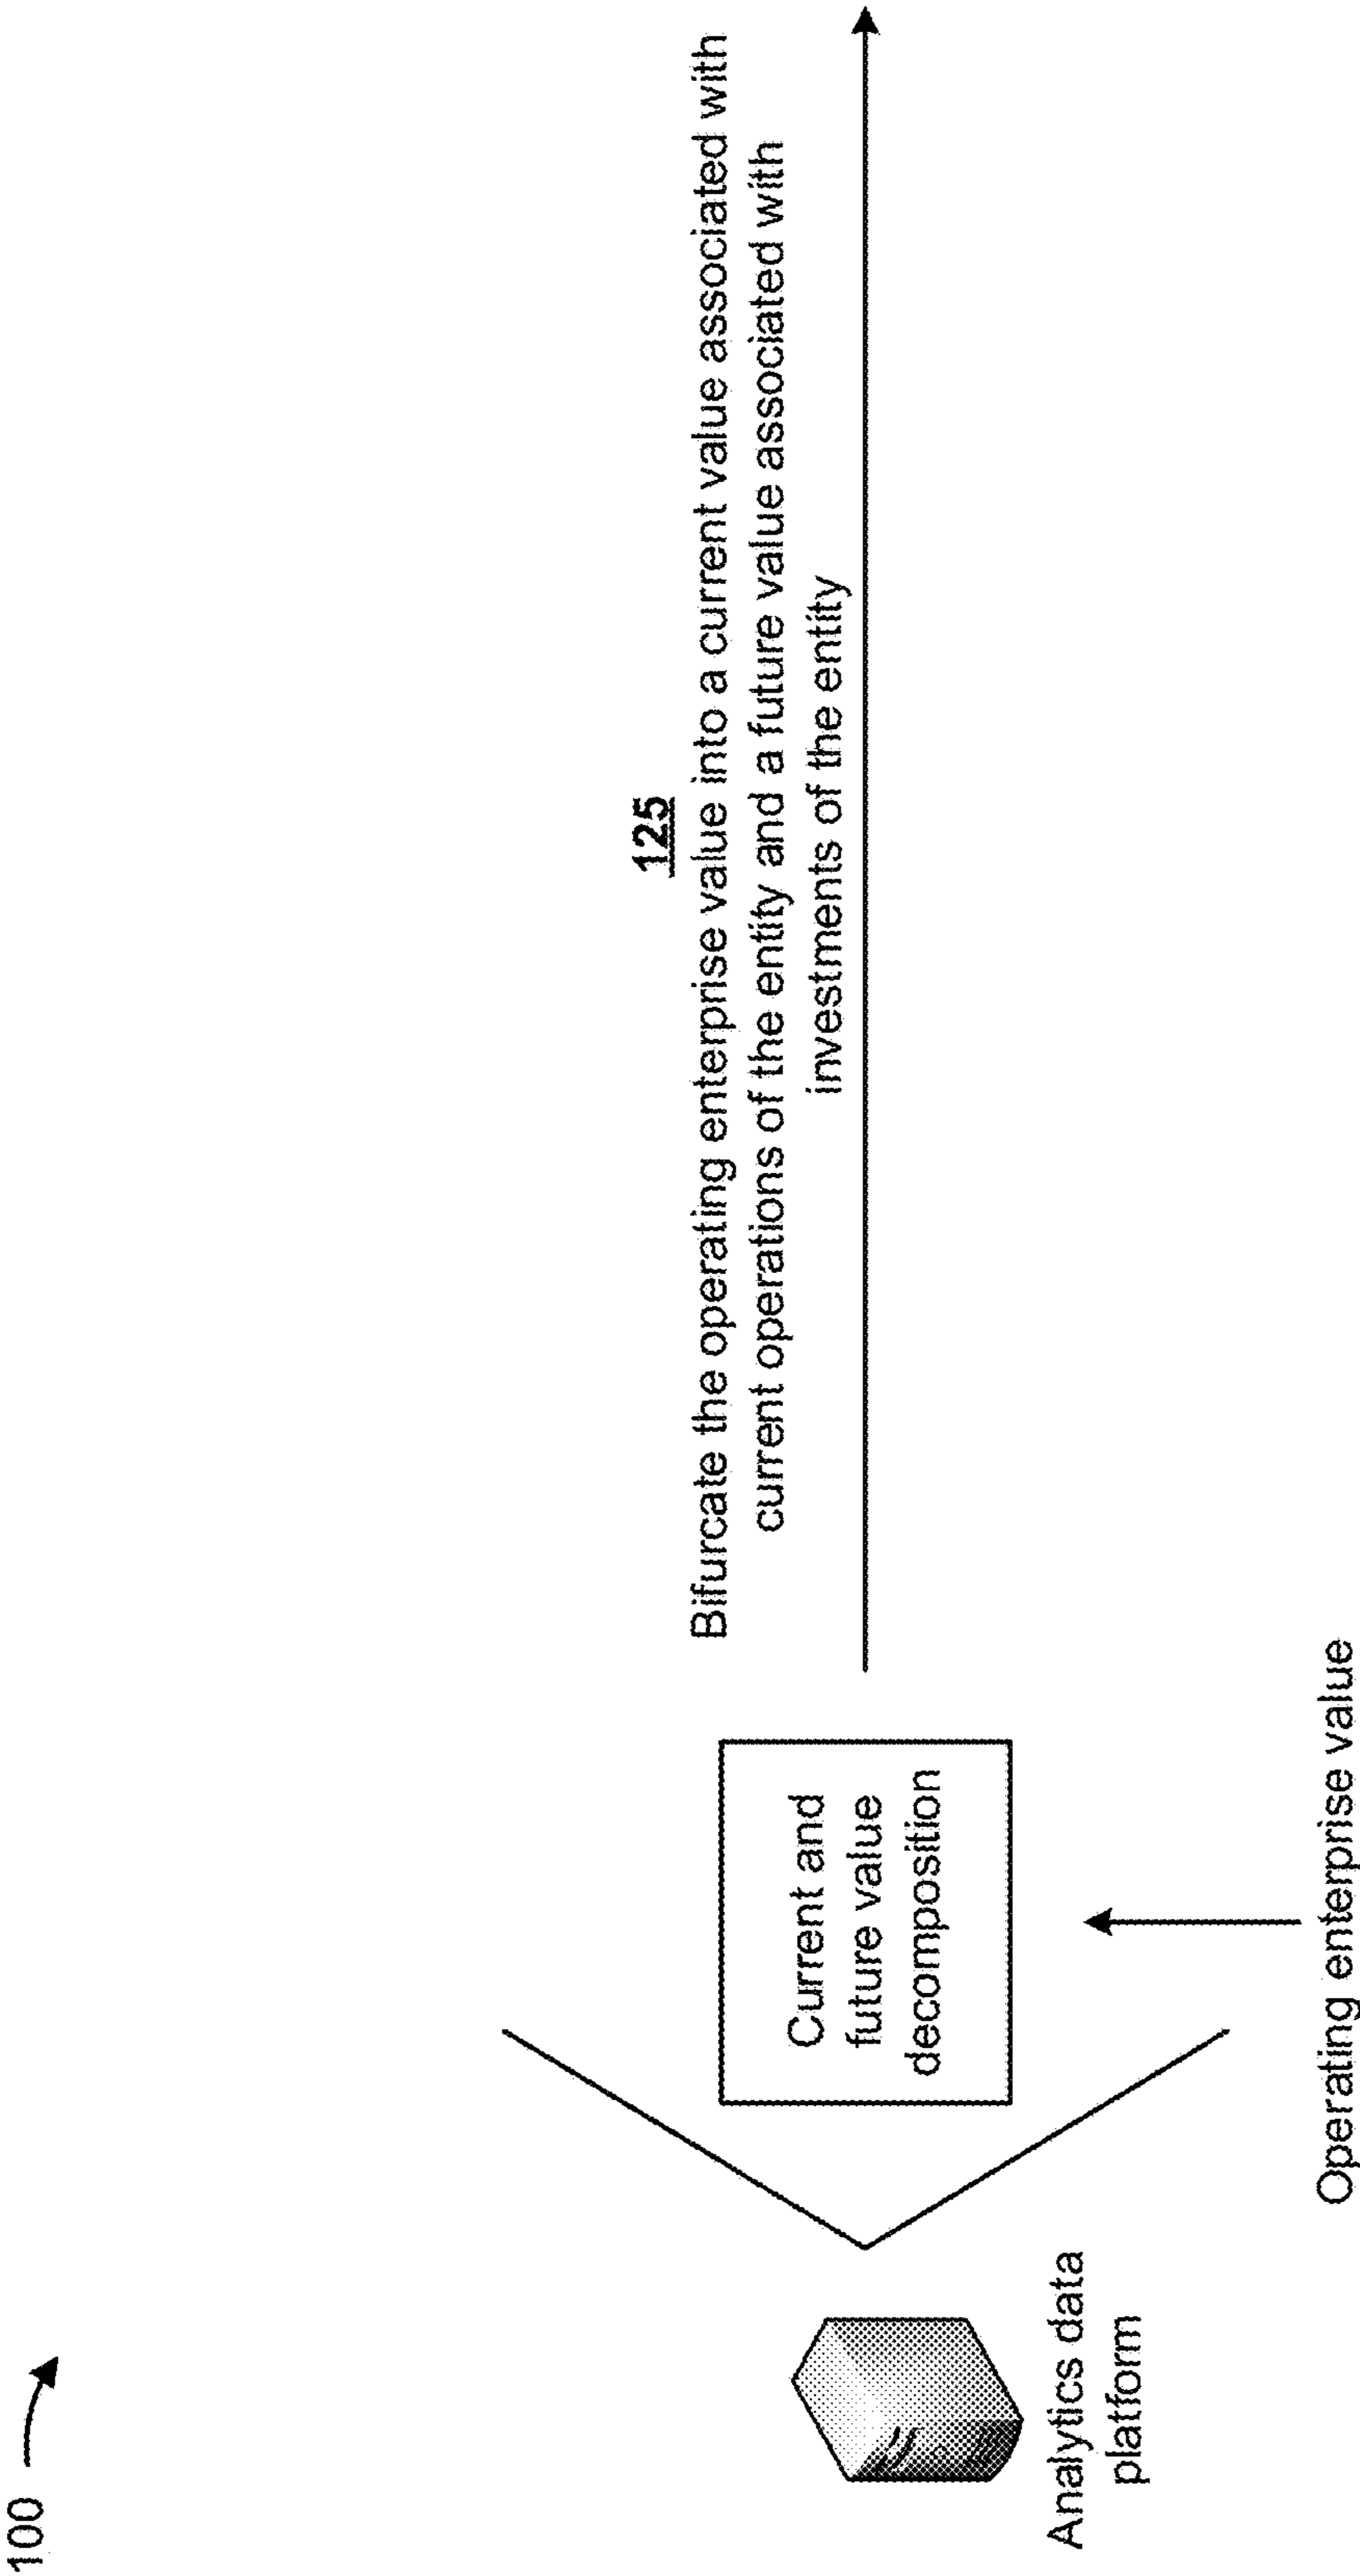 100
125
Bifurcate the operating enterprise value into a current value associated with
current operations of the entity and a future value associated with
investments of the entity
Current and
future value
decomposition
Analytics data
platform
Operating enterprise value